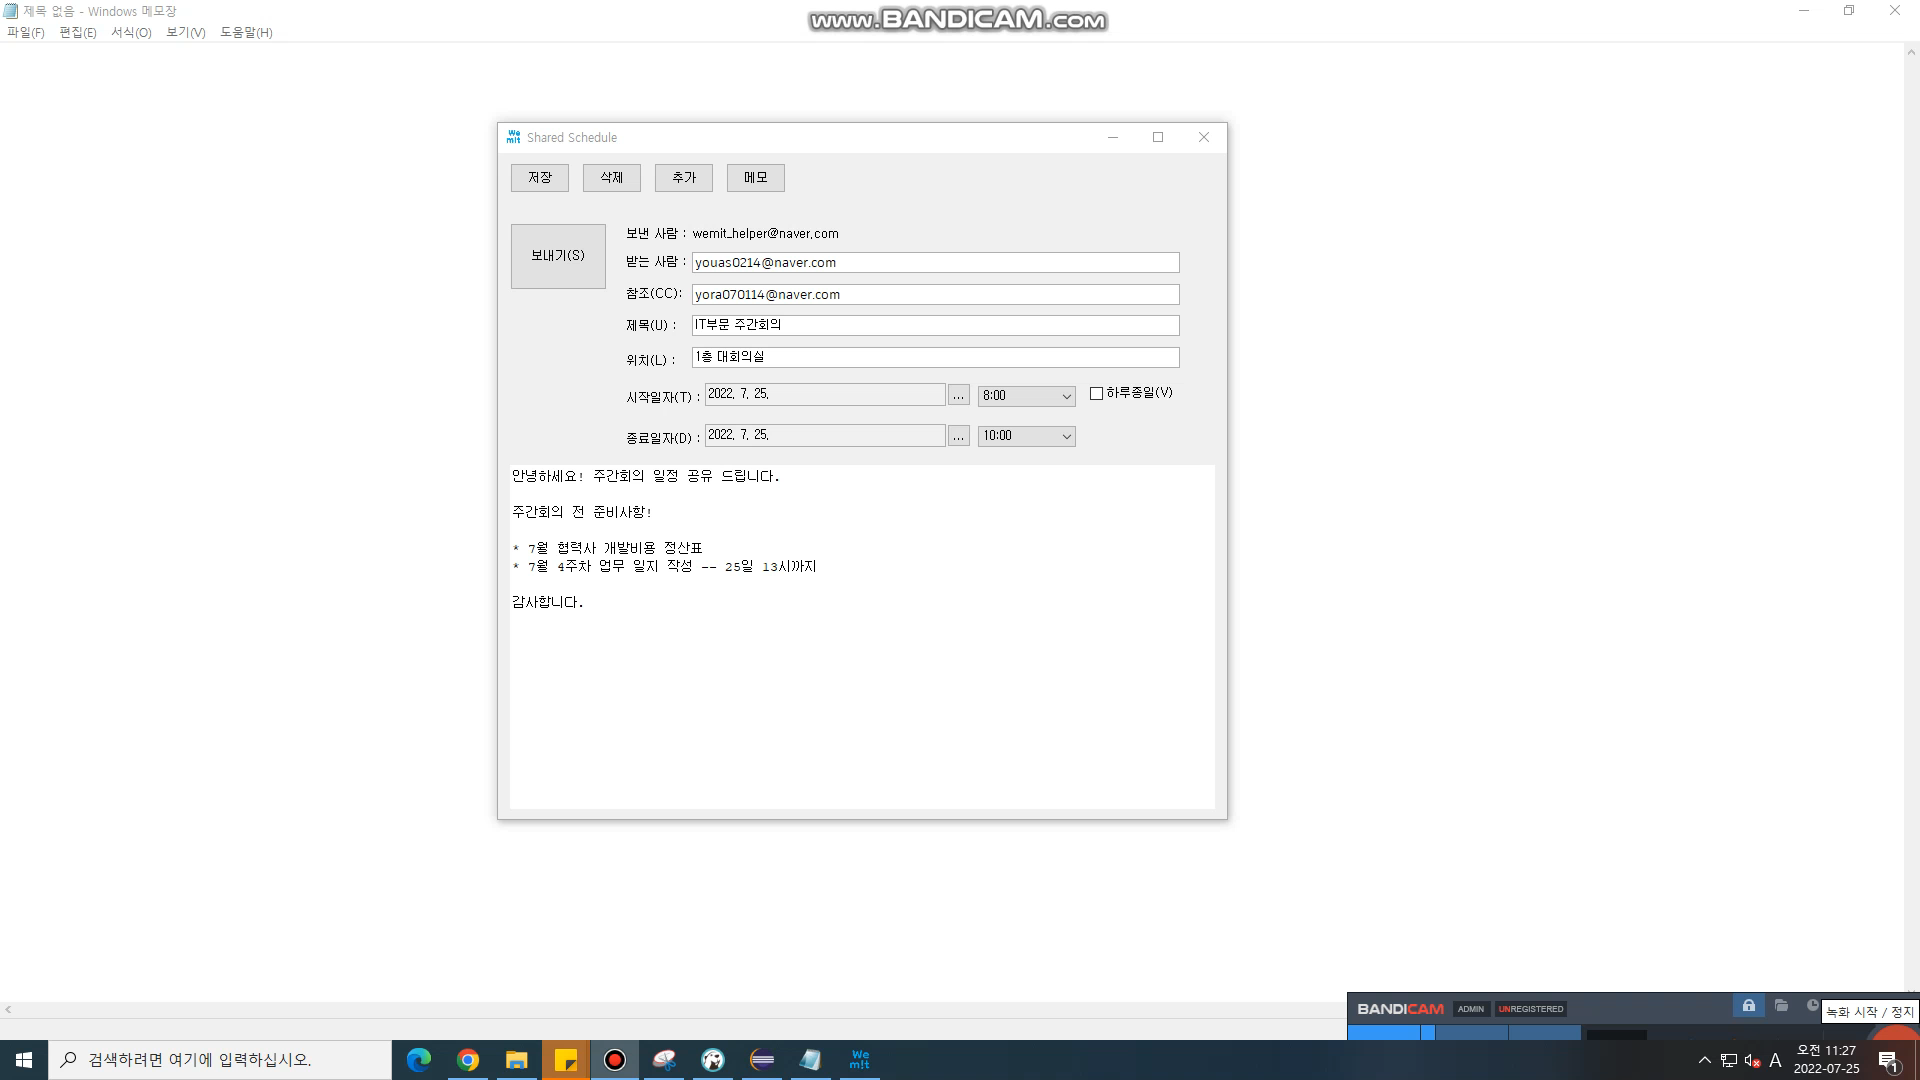 제목 없음 - Windows 메모장
www.BANDICAM.com
파일(F) 편집(E) 서식(O) 보기(V) 도움말(H)
We mit Shared Schedule
저장 삭제 추가 메모
보내기(S)
보낸 사람 : wemit_helper@naver.com
받는 사람 : youas0214@naver.com
참조(CC): yora070114@naver.com
제목(U) : IT부문 주간회의
위치(L) : 1층 대회의실
시작일자(T) : 2022. 7. 25. ... 8:00 하루종일(V)
종료일자(D) : 2022. 7. 25. ... 10:00
안녕하세요! 주간회의 일정 공유 드립니다.
주간회의 전 준비사항!
* 7월 협력사 개발비용 정산표
* 7월 4주차 업무 일지 작성 -- 25일 13시까지
감사합니다.
BANDICAM ADMIN UNREGISTERED
녹화 시작 / 정지
검색하려면 여기에 입력하십시오.
We m!t
A
오전 11:27
2022-07-25
1